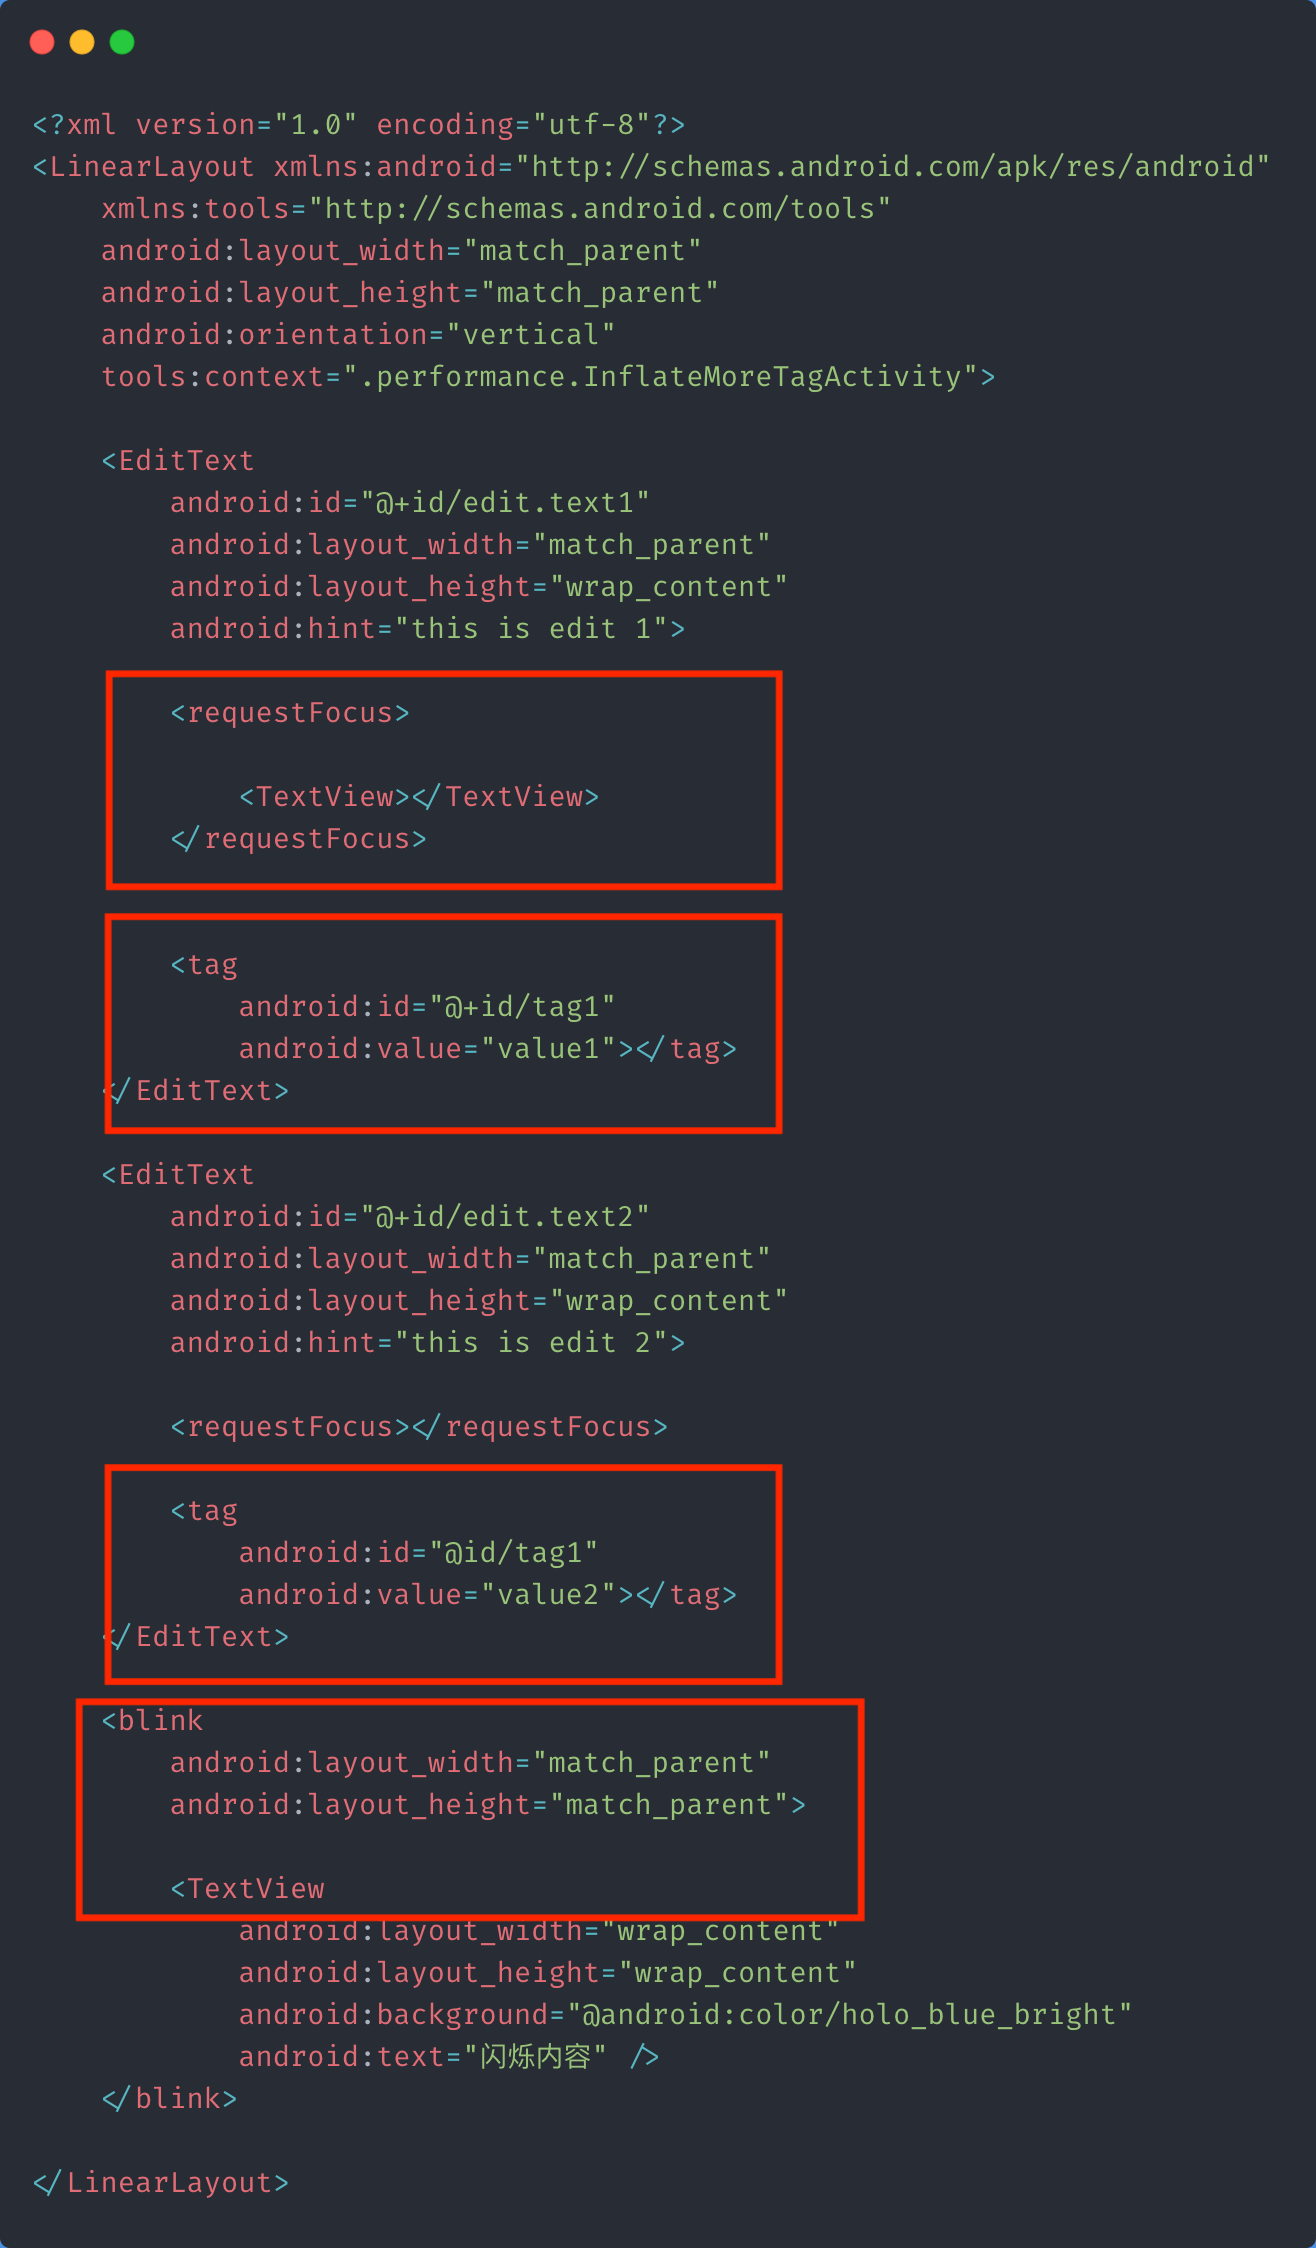 <?xml version="1.0" encoding="utf-8"?>
<LinearLayout xmlns:android="http://schemas.android.com/apk/res/android"
    xmlns:tools="http://schemas.android.com/tools"
    android:layout_width="match_parent"
    android:layout_height="match_parent"
    android:orientation="vertical"
    tools:context=".performance.InflateMoreTagActivity">

    <EditText
        android:id="@+id/edit.text1"
        android:layout_width="match_parent"
        android:layout_height="wrap_content"
        android:hint="this is edit 1">

        <requestFocus>

            <TextView></TextView>
        </requestFocus>

        <tag
            android:id="@+id/tag1"
            android:value="value1"></tag>
    </EditText>

    <EditText
        android:id="@+id/edit.text2"
        android:layout_width="match_parent"
        android:layout_height="wrap_content"
        android:hint="this is edit 2">

        <requestFocus></requestFocus>

        <tag
            android:id="@id/tag1"
            android:value="value2"></tag>
    </EditText>

    <blink
        android:layout_width="match_parent"
        android:layout_height="match_parent">

        <TextView
            android:layout_width="wrap_content"
            android:layout_height="wrap_content"
            android:background="@android:color/holo_blue_bright"
            android:text="闪烁内容" />
    </blink>

</LinearLayout>